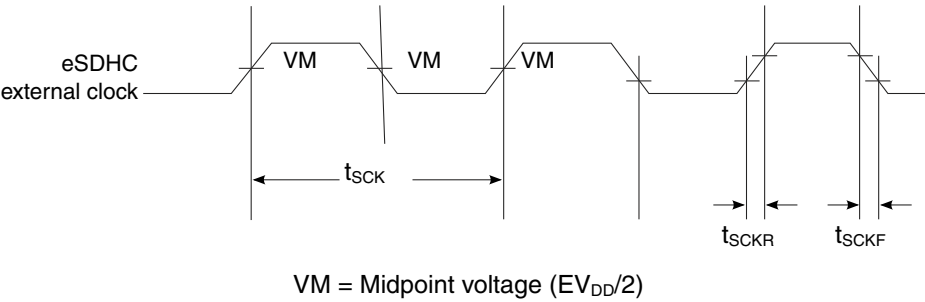 eSDHC
external clock
VM
VM
VM
tSCK
tSCKR
tSCKF
VM = Midpoint voltage (EVDD/2)